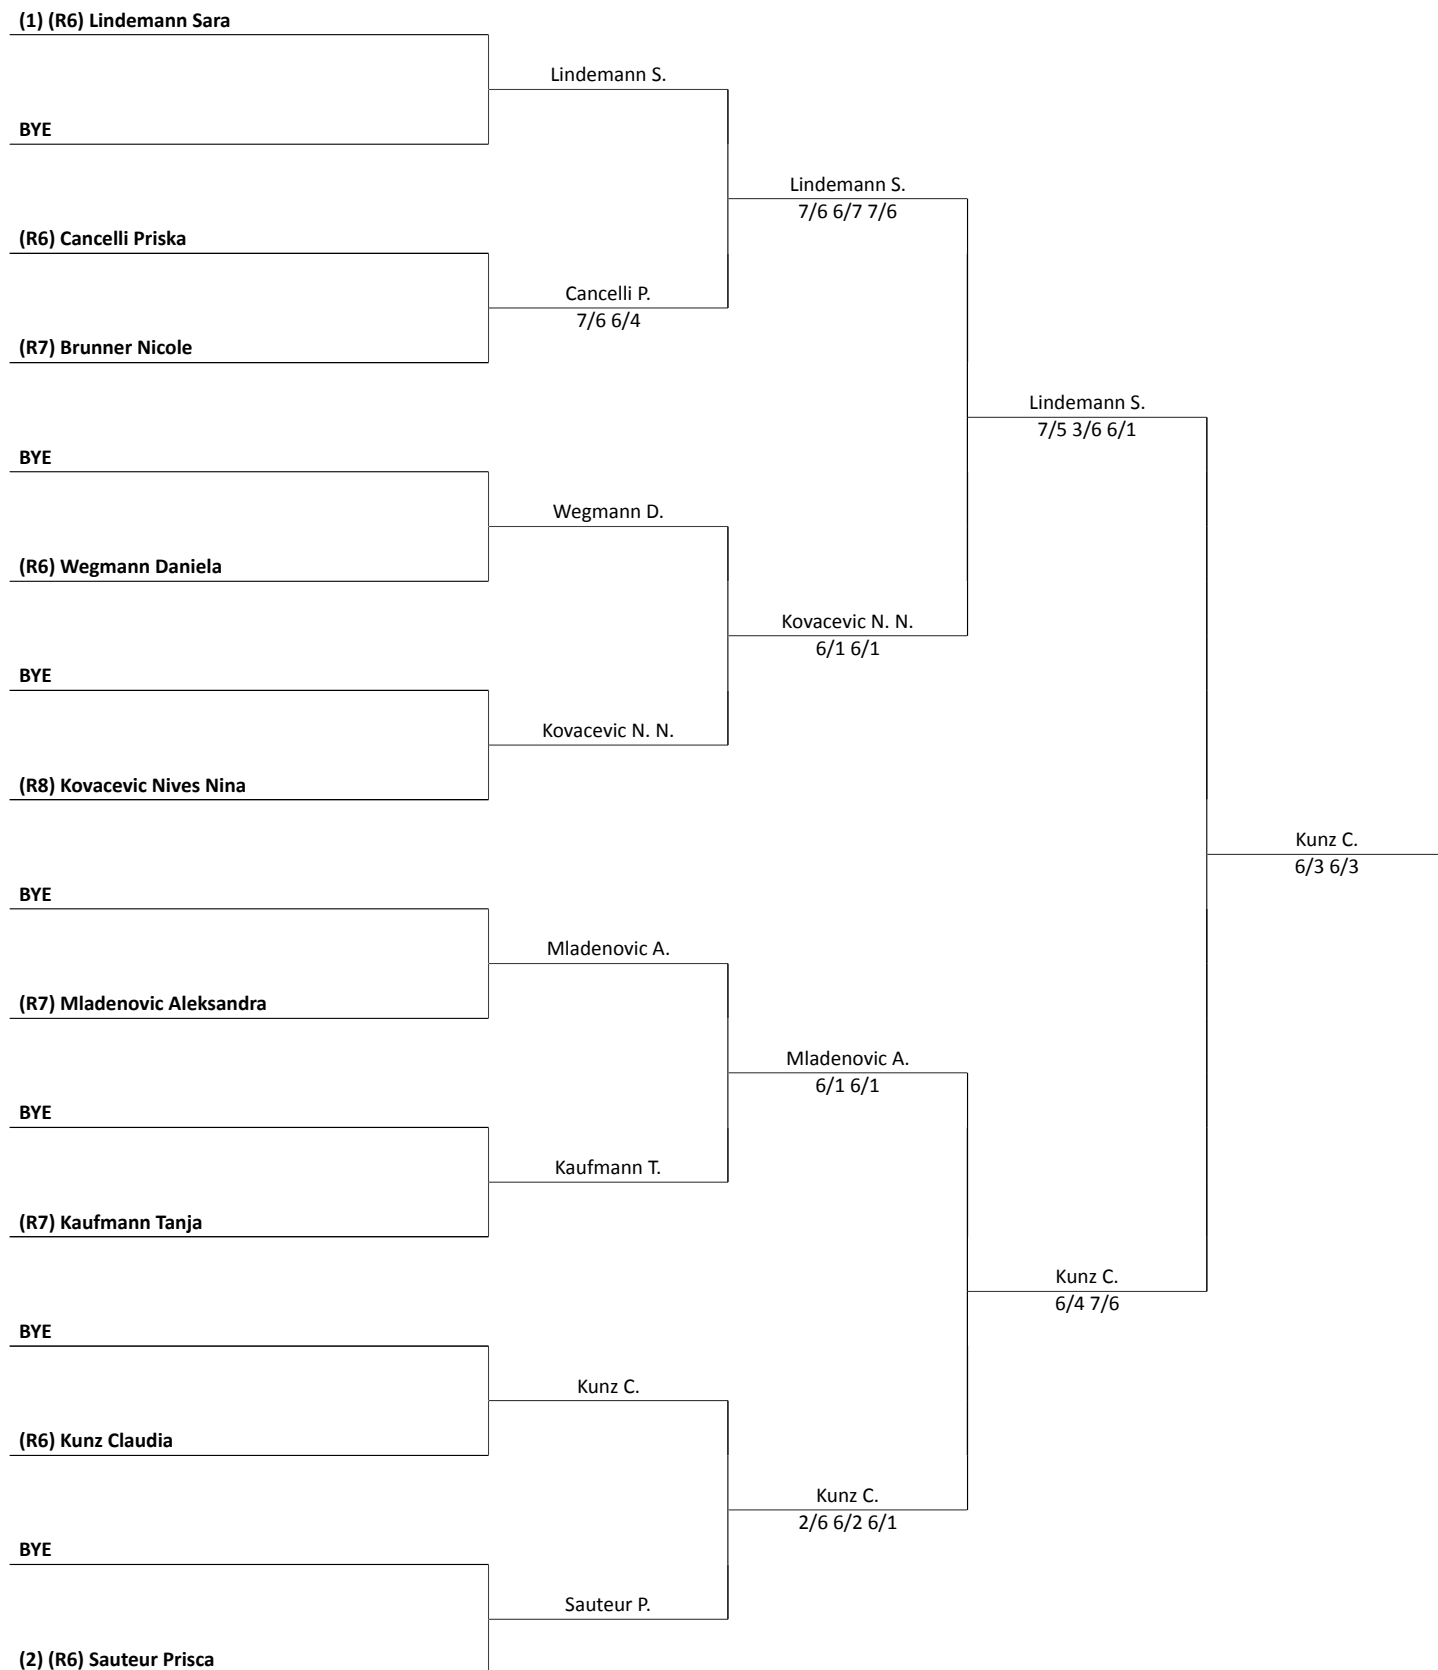 (1) (R6) Lindemann Sara
Lindemann S.
BYE
Lindemann S.
7/6 6/7 7/6
(R6) Cancelli Priska
Cancelli P.
7/6 6/4
(R7) Brunner Nicole
Lindemann S.
7/5 3/6 6/1
BYE
Wegmann D.
(R6) Wegmann Daniela
Kovacevic N. N.
6/1 6/1
BYE
Kovacevic N. N.
(R8) Kovacevic Nives Nina
Kunz C.
6/3 6/3
BYE
Mladenovic A.
(R7) Mladenovic Aleksandra
Mladenovic A.
6/1 6/1
BYE
Kaufmann T.
(R7) Kaufmann Tanja
Kunz C.
6/4 7/6
BYE
Kunz C.
(R6) Kunz Claudia
Kunz C.
2/6 6/2 6/1
BYE
Sauteur P.
(2) (R6) Sauteur Prisca